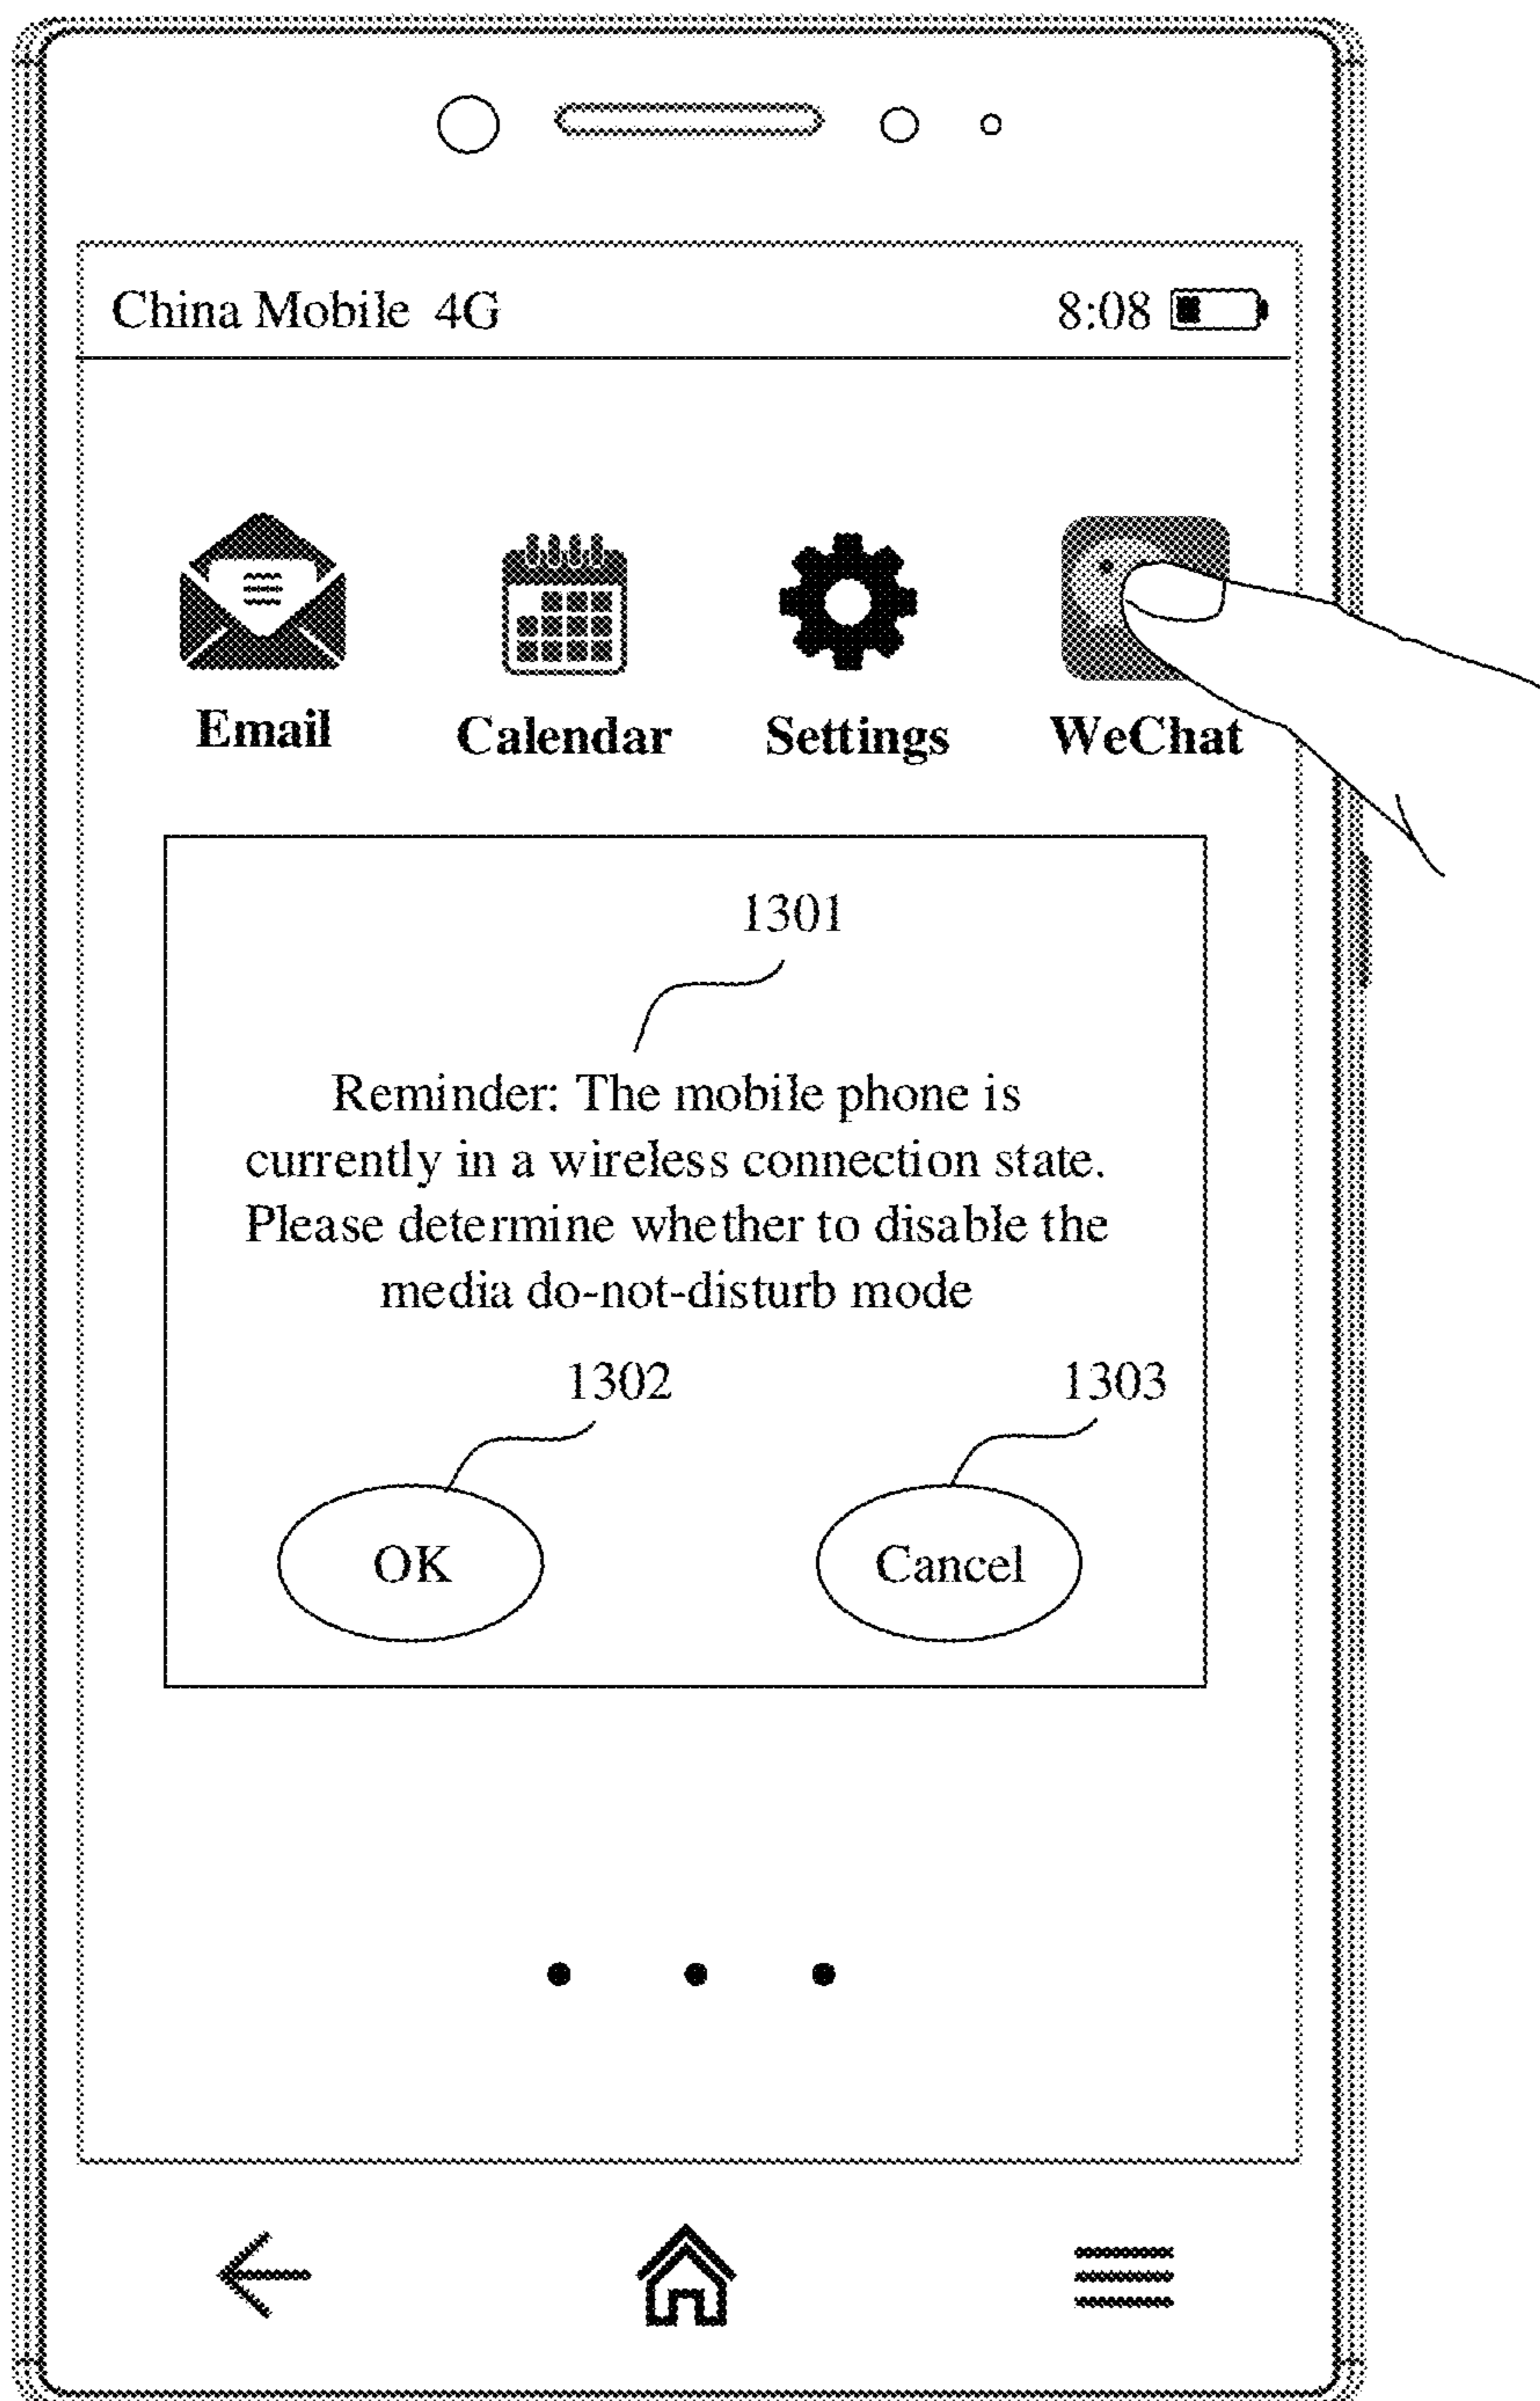 China Mobile 4G 8:08
Email Calendar Settings WeChat
1301
Reminder: The mobile phone is
currently in a wireless connection state.
Please determine whether to disable the
media do-not-disturb mode
1302 1303
OK Cancel